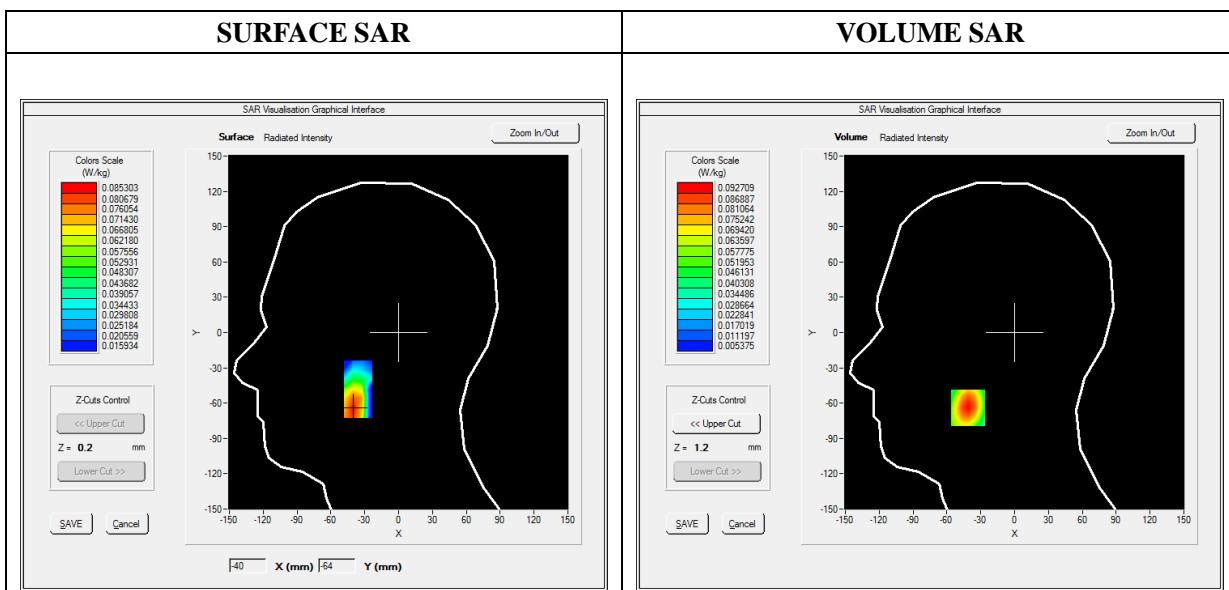 SURFACE SAR
VOLUME SAR
SAR Visualisation Graphical Interface
Surface Radiated Intensity
Zoom In/Out
Colors Scale
(W/kg)
0.085303
0.080679
0.076054
0.071430
0.066805
0.062180
0.057556
0.052931
0.048307
0.043682
0.039057
0.034433
0.029808
0.025184
0.020559
0.015934
150
120
90
60
30
0
-30
-60
-90
-120
-150
Y
-150 -120 -90 -60 -30 0 30 60 90 120 150
X
Z-Cuts Control
<< Upper Cut
Z = 0.2 mm
Lower Cut >>
SAVE Cancel
-40 X (mm) -64 Y (mm)
SAR Visualisation Graphical Interface
Volume Radiated Intensity
Zoom In/Out
Colors Scale
(W/kg)
0.092709
0.086887
0.081064
0.075242
0.069420
0.063597
0.057775
0.051953
0.046131
0.040308
0.034486
0.028664
0.022841
0.017019
0.011197
0.005375
150
120
90
60
30
0
-30
-60
-90
-120
-150
Y
-150 -120 -90 -60 -30 0 30 60 90 120 150
X
Z-Cuts Control
<< Upper Cut
Z = 1.2 mm
Lower Cut >>
SAVE Cancel